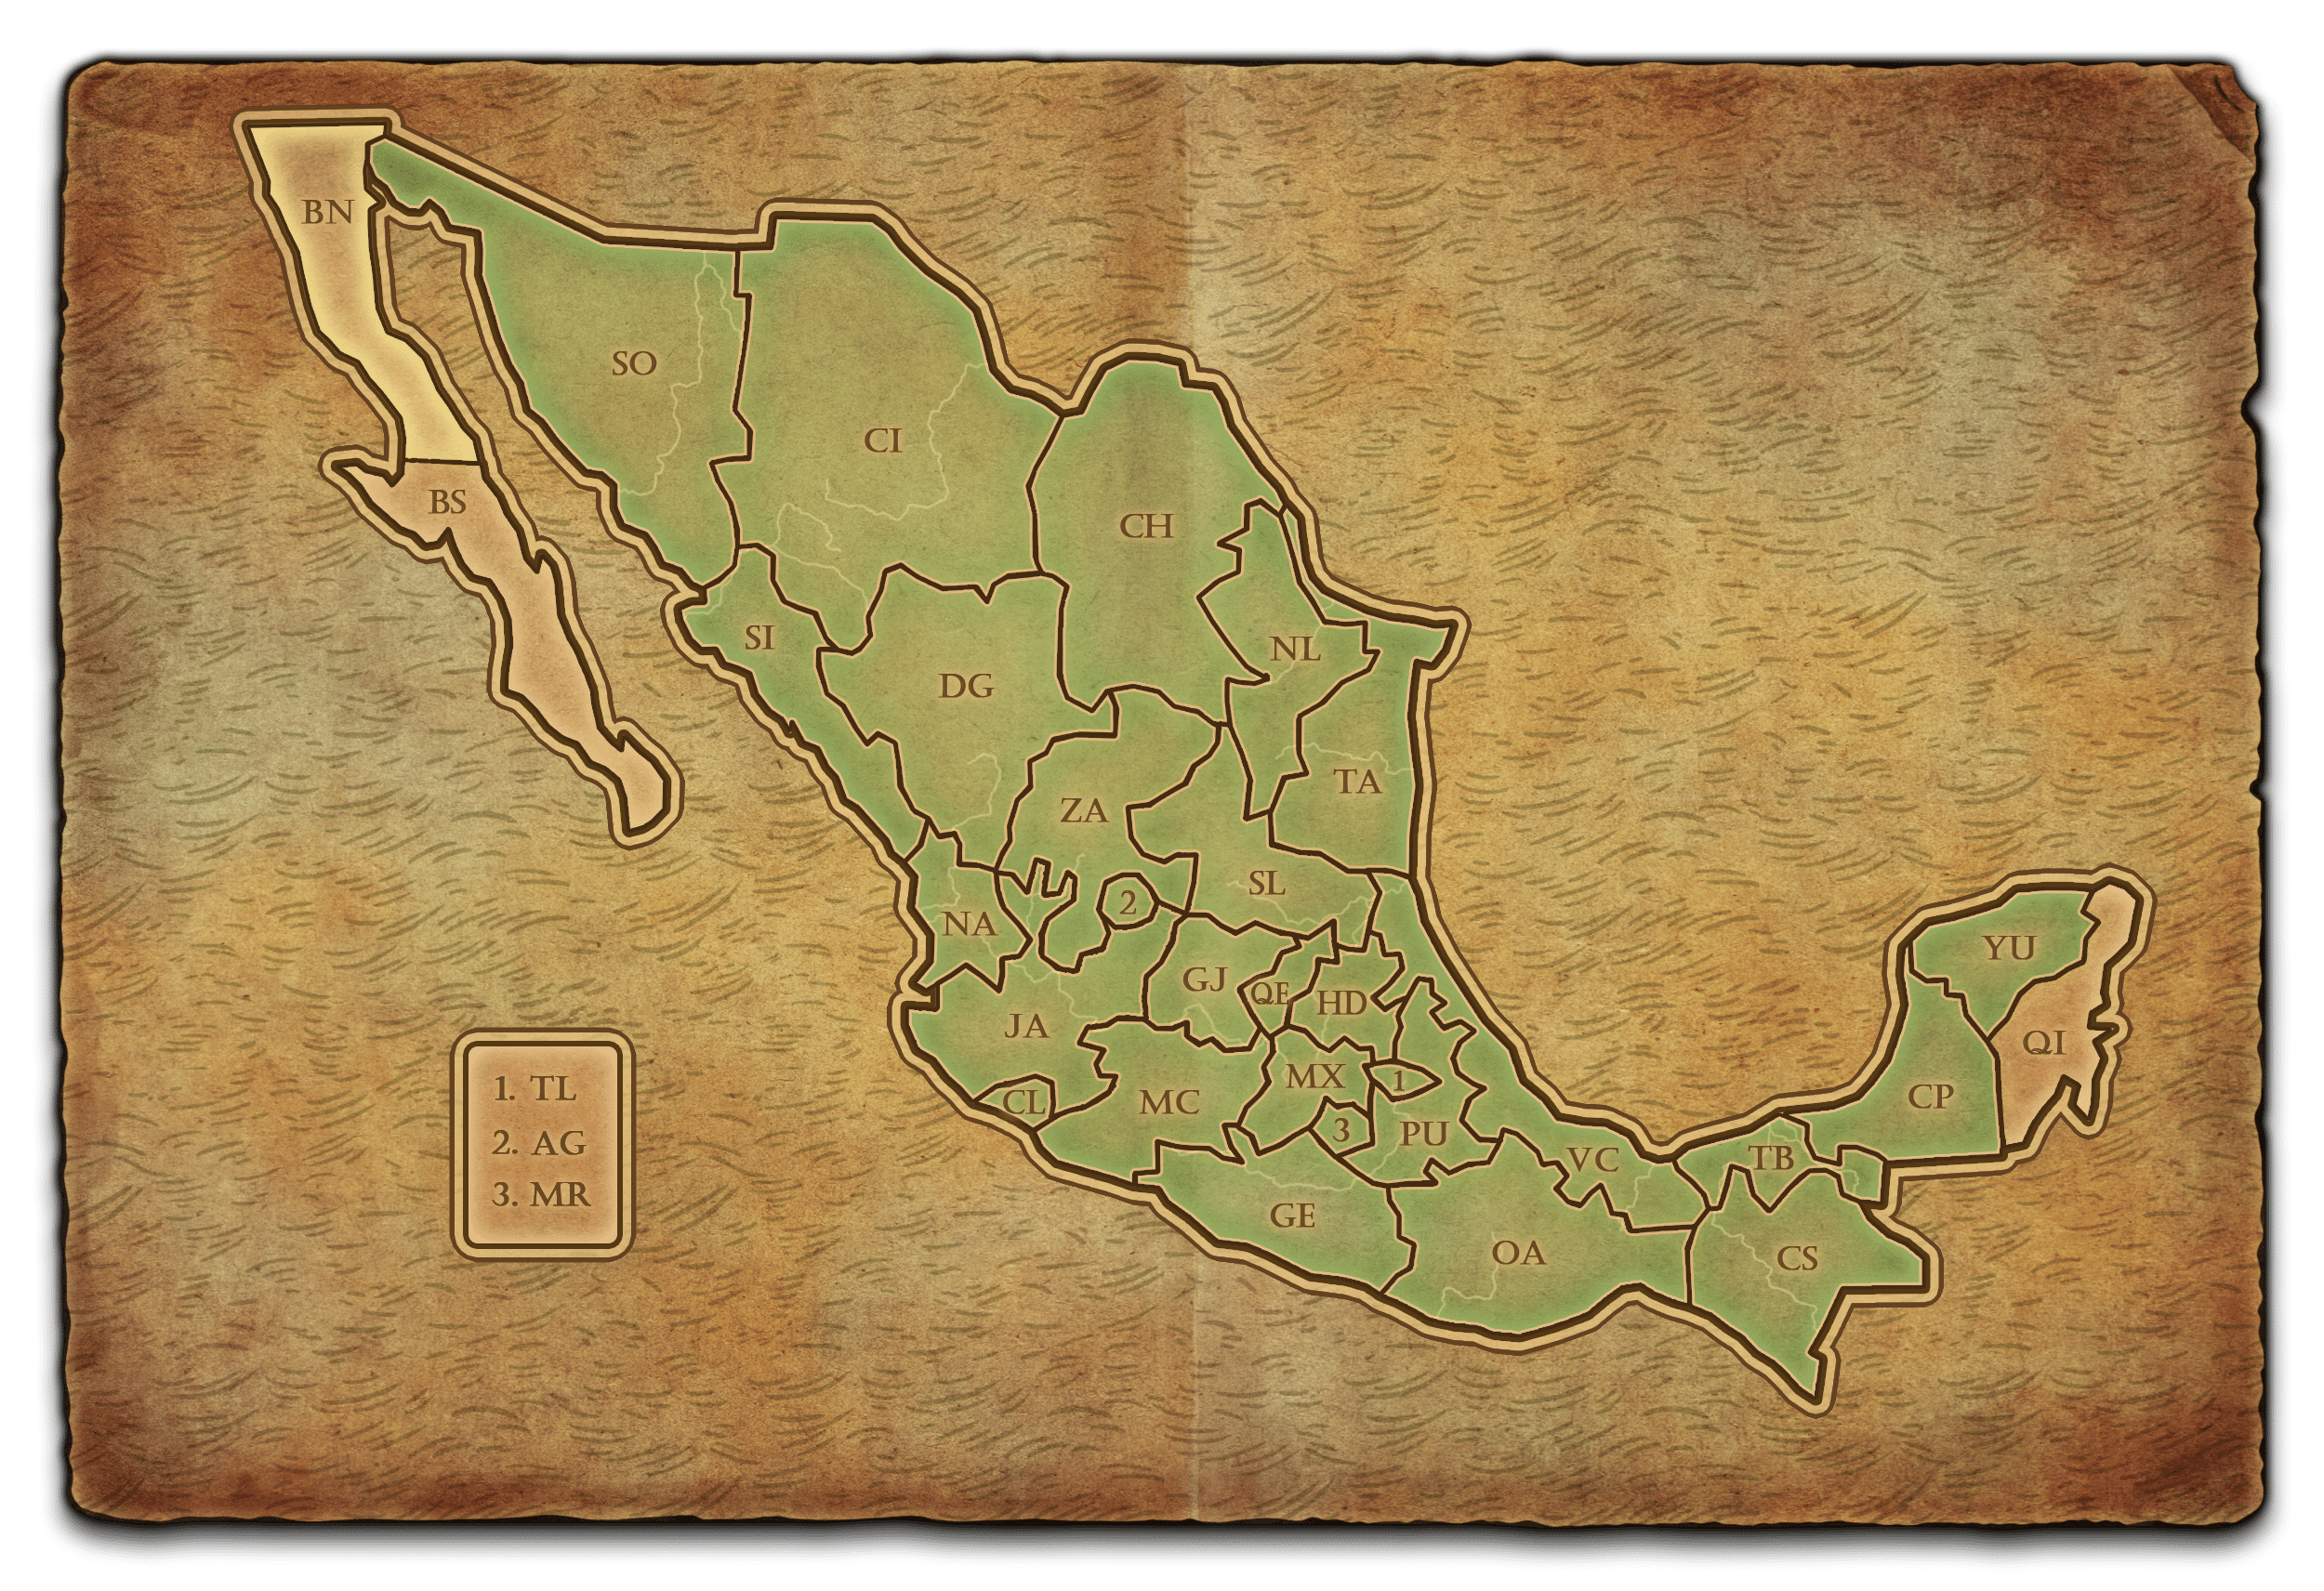 BN
SO
CI
BS
CH
SI
NL
DG
TA
ZA
SL
2
NA
YU
GJ
QE
HD
JA
QI
MX
1
CL
MC
CP
3
PU
VC
TB
GE
OA
CS
1. TL
2. AG
3. MR